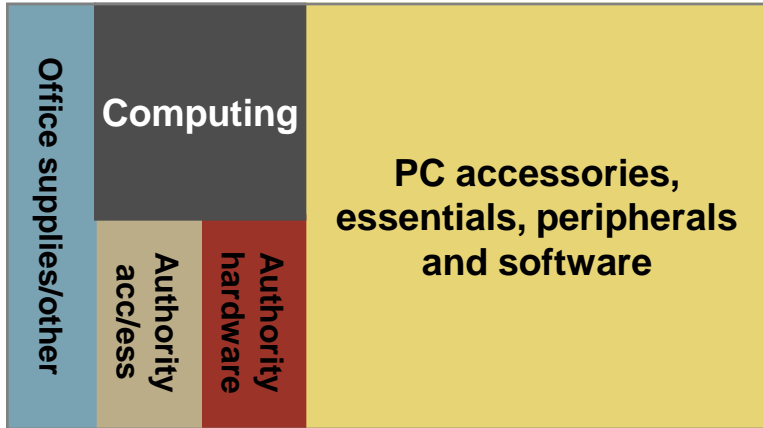 Office supplies/other
Computing
Authority
acc/ess
Authority
hardware
PC accessories,
essentials, peripherals
and software